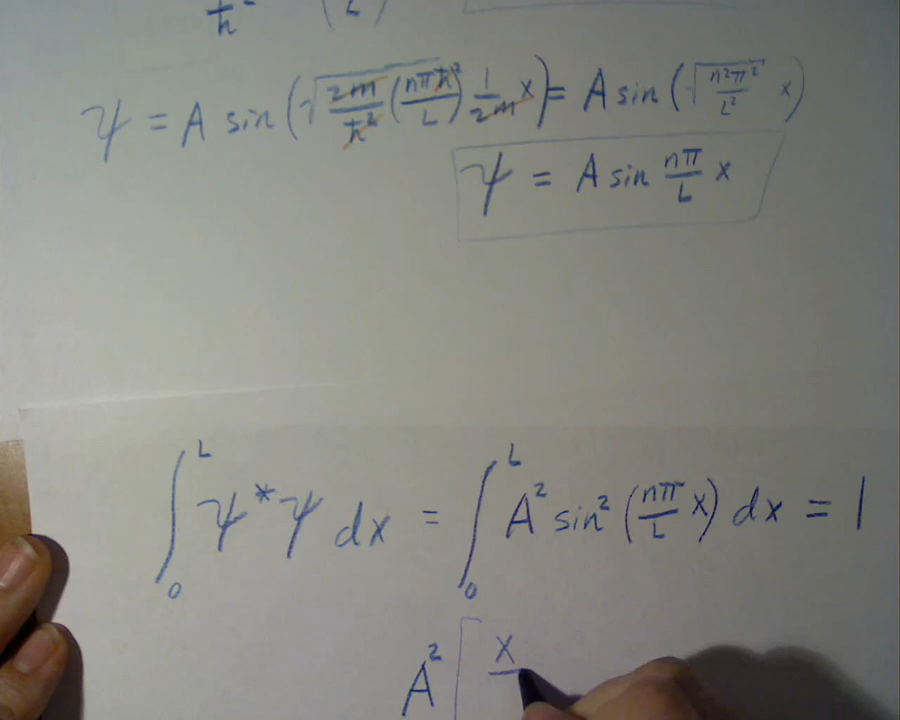 ħ² ( L )
ψ = A sin (√(2m/ħ² (nπħ/L)² 1/2m) x) = A sin (√(n²π²/L²) x)
ψ = A sin nπ/L x
∫₀ᴸ ψ*ψ dx = ∫₀ᴸ A² sin² (nπ/L x) dx = 1
A² [ x